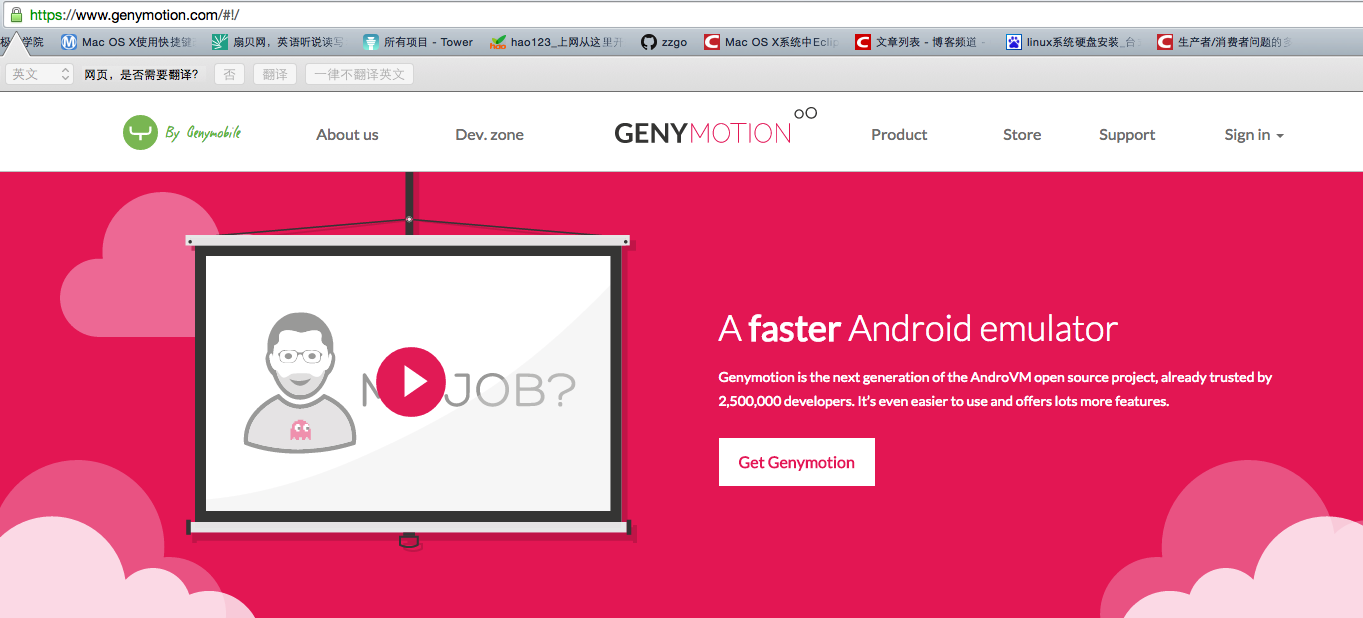 https://www.genymotion.com/#!/
学院
Mac OS X使用快捷键
扇贝网，英语听说读写
所有项目 - Tower
hao123_上网从这里开
zzgo
Mac OS X系统中Eclip
文章列表 - 博客频道 -
linux系统硬盘安装_台
生产者/消费者问题的多
英文
网页，是否需要翻译?
否
翻译
一律不翻译英文
By Genymobile
About us
Dev. zone
GENYMOTION
Product
Store
Support
Sign in
JOB?
A faster Android emulator
Genymotion is the next generation of the AndroVM open source project, already trusted by
2,500,000 developers. It's even easier to use and offers lots more features.
Get Genymotion